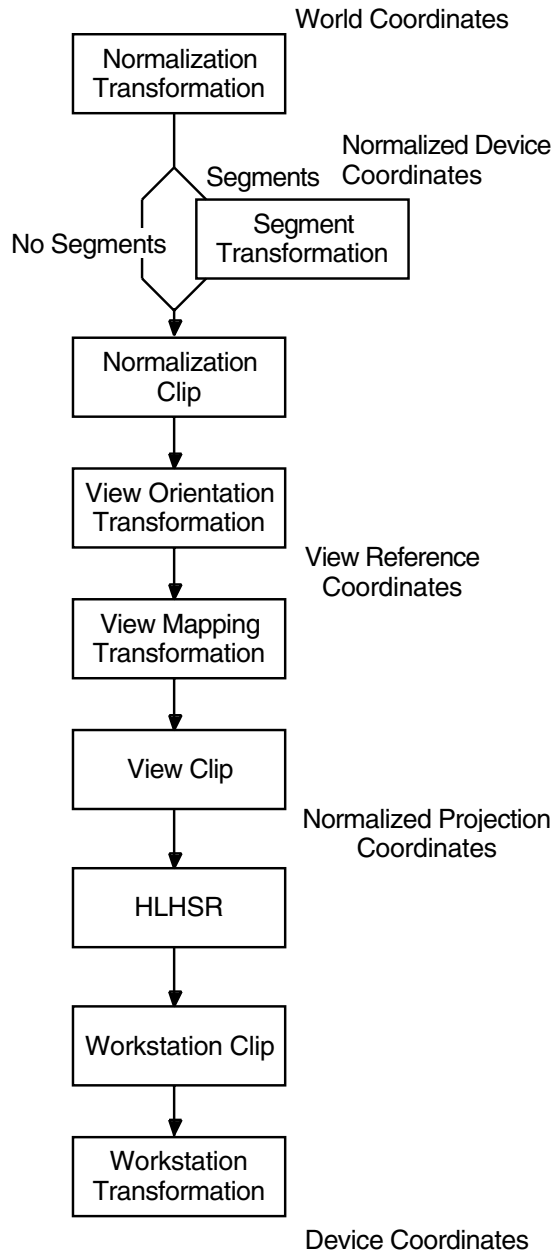 World Coordinates
Normalization
Transformation
Normalized Device
Coordinates
Segments
No Segments
Segment
Transformation
Normalization
Clip
View Orientation
Transformation
View Reference
Coordinates
View Mapping
Transformation
View Clip
Normalized Projection
Coordinates
HLHSR
Workstation Clip
Workstation
Transformation
Device Coordinates